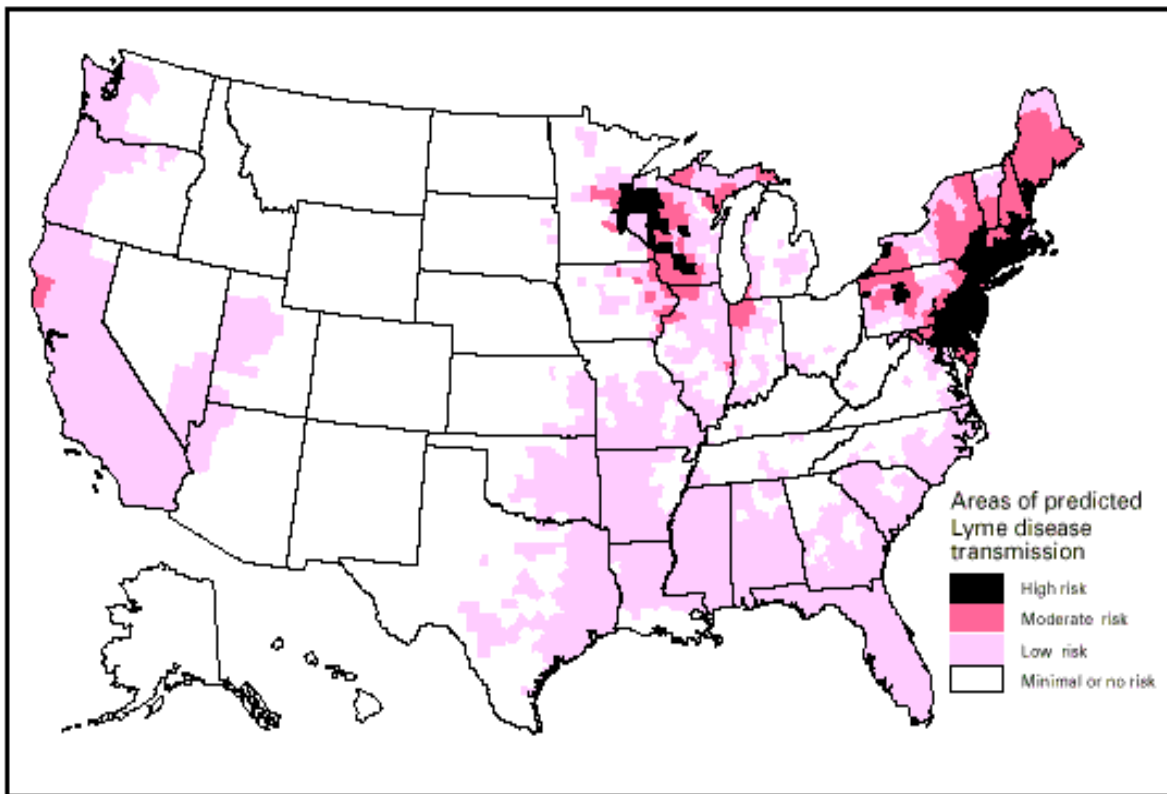 Areas of predicted
Lyme disease
transmission
High risk
Moderate risk
Low risk
Minimal or no risk